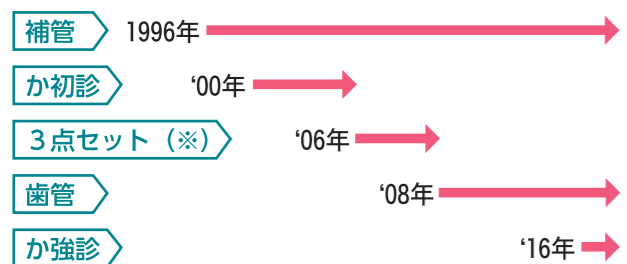 補管 1996年
か初診 ‘00年
３点セット（※） ‘06年
歯管 ‘08年
か強診 ‘16年